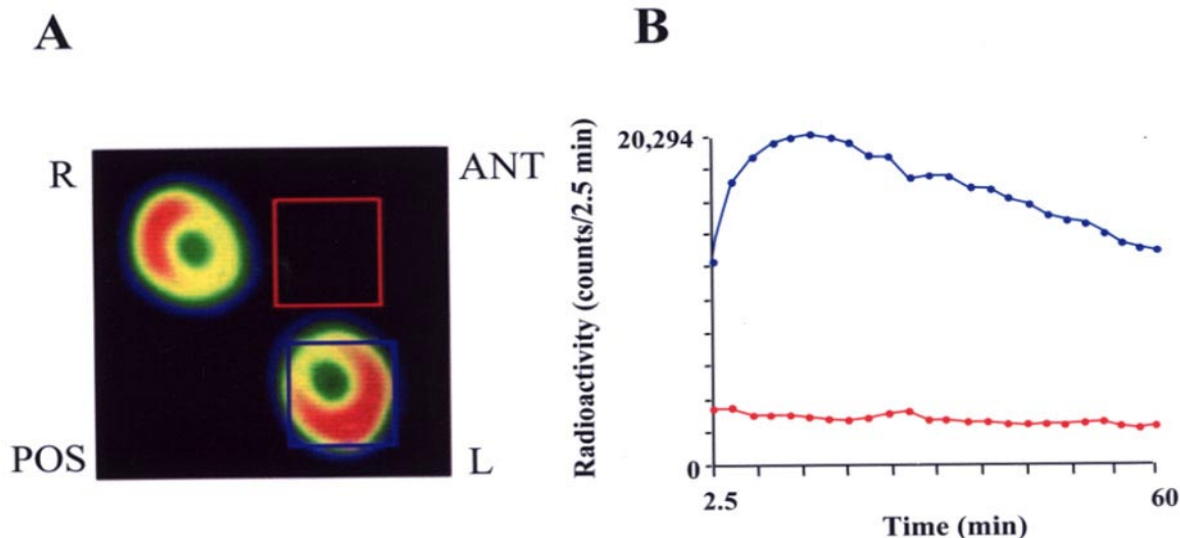 A
B
R
ANT
POS
L
20,294
0
2.5
60
Radioactivity (counts/2.5 min)
Time (min)